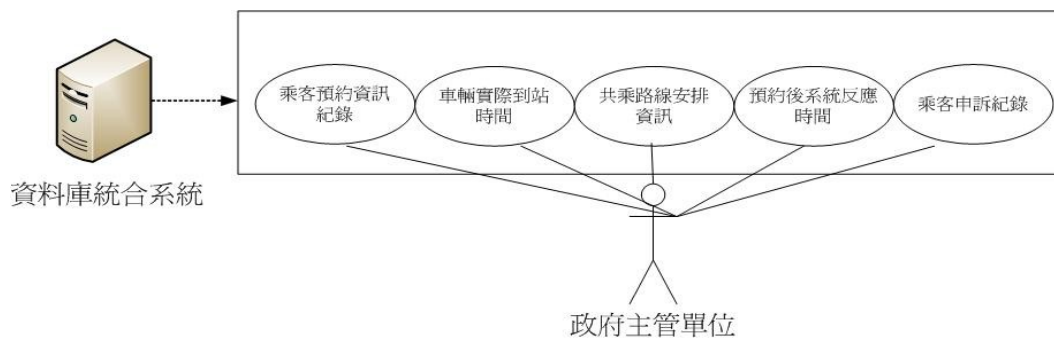 乘客預約資訊
紀錄
車輛實際到站
時間
共乘路線安排
資訊
預約後系統反應
時間
乘客申訴紀錄
資料庫統合系統
政府主管單位